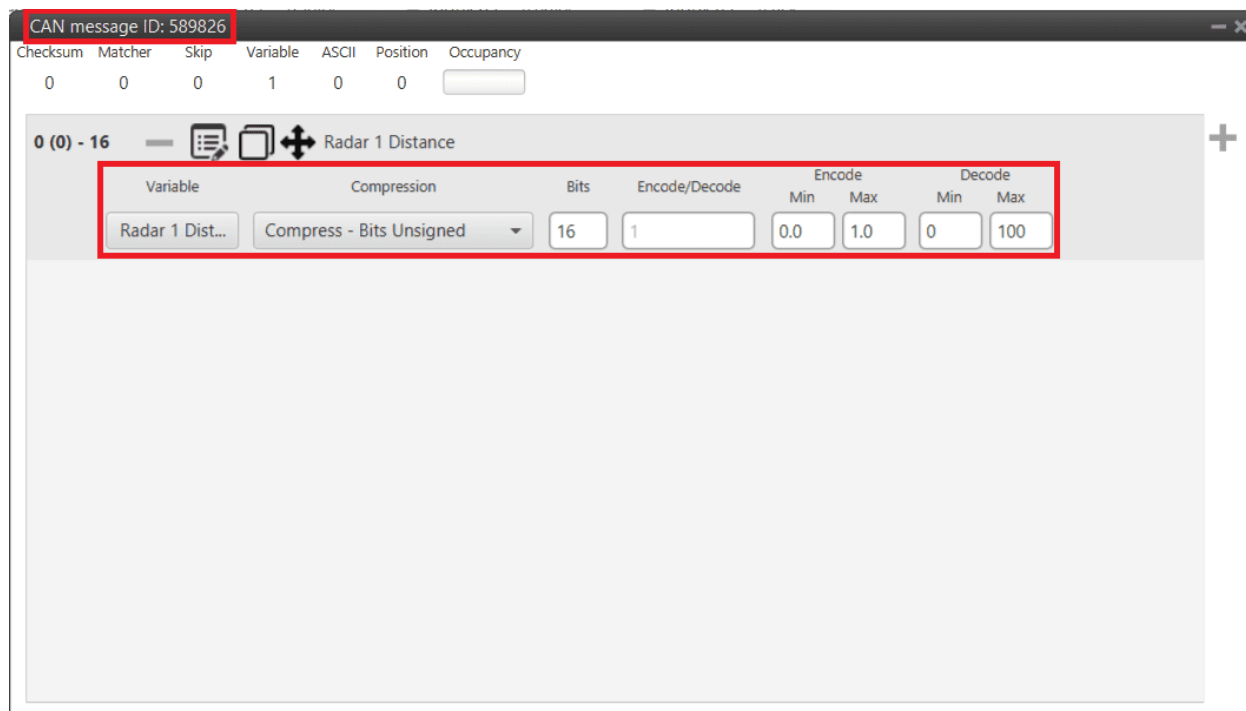 CAN message ID: 589826
Checksum Matcher Skip Variable ASCII Position Occupancy
0 0 0 1 0 0
0 (0) - 16 Radar 1 Distance
Variable Compression Bits Encode/Decode Encode Decode
Min Max Min Max
Radar 1 Dist... Compress - Bits Unsigned 16 1 0.0 1.0 0 100